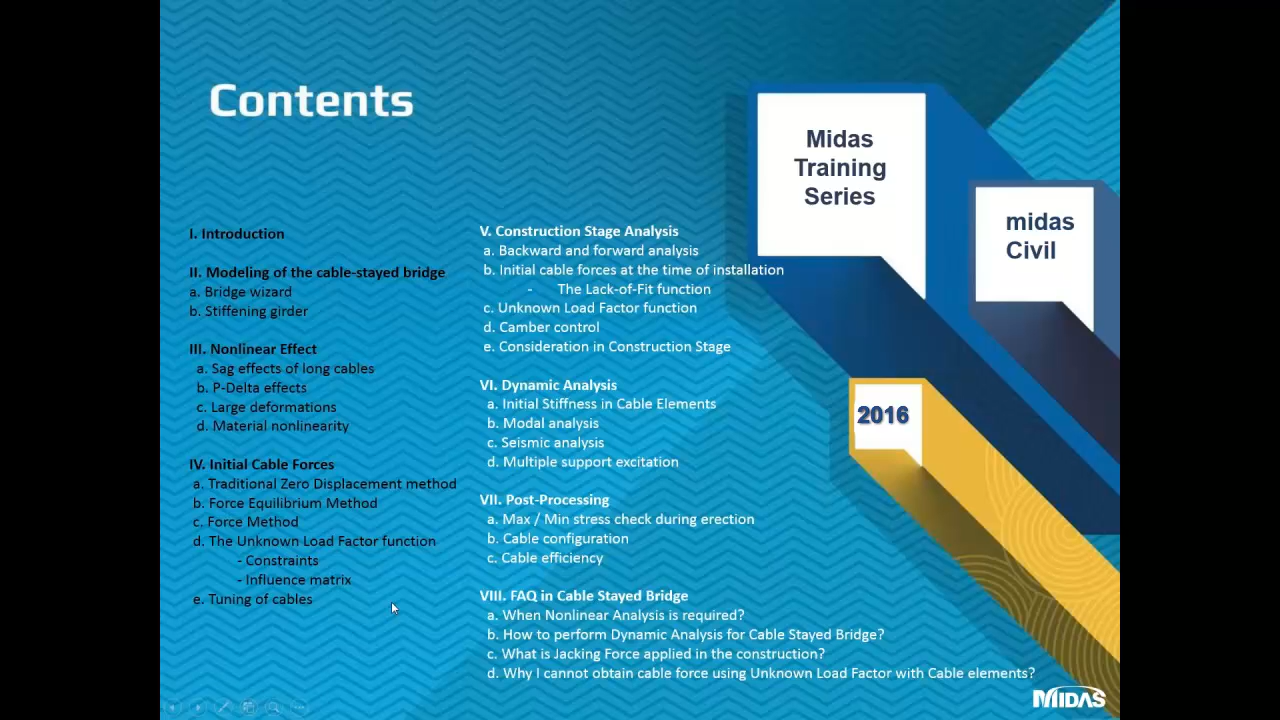 Contents
I. Introduction
II. Modeling of the cable-stayed bridge
a. Bridge wizard
b. Stiffening girder
III. Nonlinear Effect
a. Sag effects of long cables
b. P-Delta effects
c. Large deformations
d. Material nonlinearity
IV. Initial Cable Forces
a. Traditional Zero Displacement method
b. Force Equilibrium Method
c. Force Method
d. The Unknown Load Factor function
- Constraints
- Influence matrix
e. Tuning of cables
V. Construction Stage Analysis
a. Backward and forward analysis
b. Initial cable forces at the time of installation
- The Lack-of-Fit function
c. Unknown Load Factor function
d. Camber control
e. Consideration in Construction Stage
VI. Dynamic Analysis
a. Initial Stiffness in Cable Elements
b. Modal analysis
c. Seismic analysis
d. Multiple support excitation
VII. Post-Processing
a. Max / Min stress check during erection
b. Cable configuration
c. Cable efficiency
VIII. FAQ in Cable Stayed Bridge
a. When Nonlinear Analysis is required?
b. How to perform Dynamic Analysis for Cable Stayed Bridge?
c. What is Jacking Force applied in the construction?
d. Why I cannot obtain cable force using Unknown Load Factor with Cable elements?
Midas
Training
Series
midas
Civil
2016
MIDAS